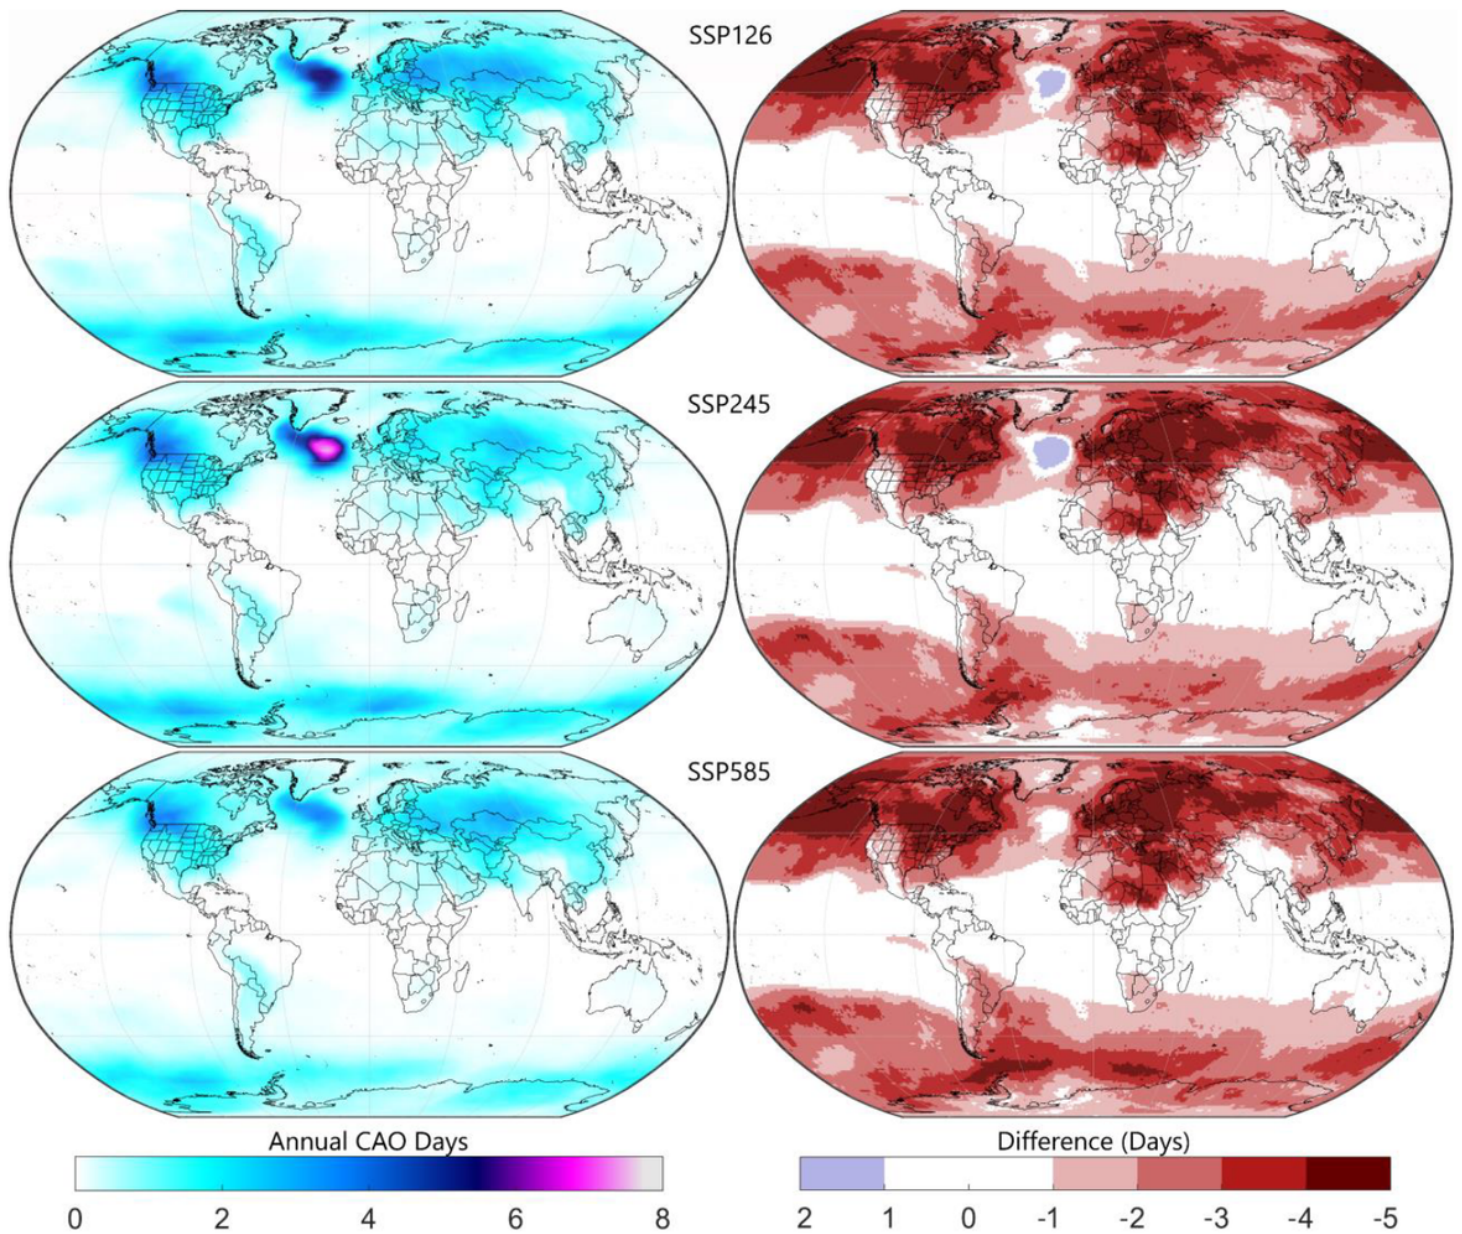 SSP126
SSP245
SSP585
Annual CAO Days
0 2 4 6 8
Difference (Days)
2 1 0 -1 -2 -3 -4 -5